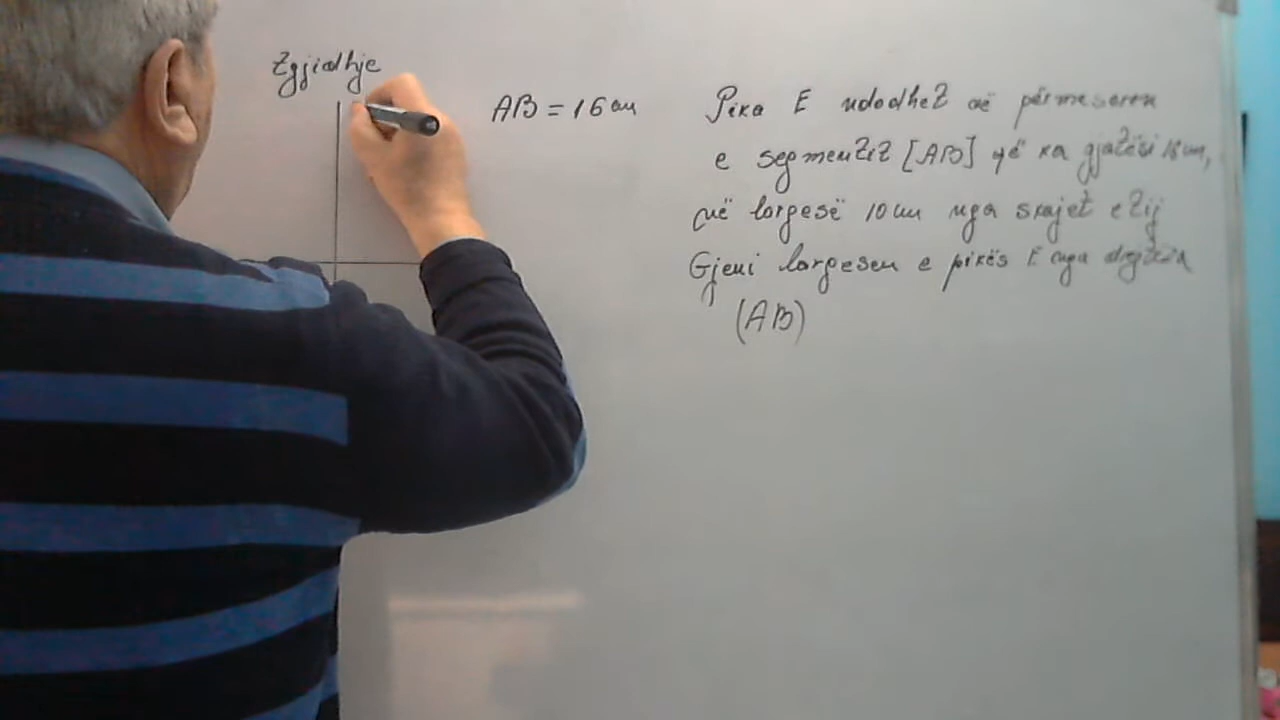 Zgjidhje
AB = 16 cm
Pika E ndodhet në përmesoren
e segmentit [AB] që ka gjatësi 16 cm,
në largesë 10 cm nga skajet e tij
Gjeni largesen e pikës E nga drejtëza
(AB)